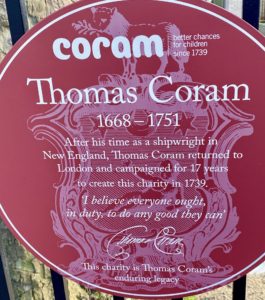 coram
better chances
for children
since 1739
Thomas Coram
1668 – 1751
After his time as a shipwright in
New England, Thomas Coram returned to
London and campaigned for 17 years
to create this charity in 1739.
'I believe everyone ought,
in duty, to do any good they can'
Thomas Coram.
This charity is Thomas Coram's
enduring legacy